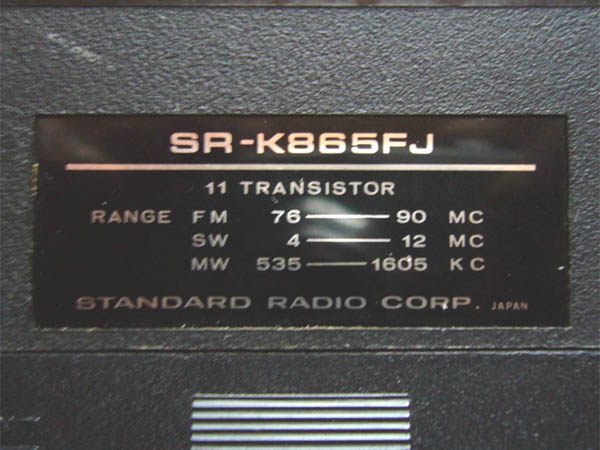 SR-K865FJ
11 TRANSISTOR
RANGE FM 76—90 MC
SW 4—12 MC
MW 535—1605 KC
STANDARD RADIO CORP. JAPAN